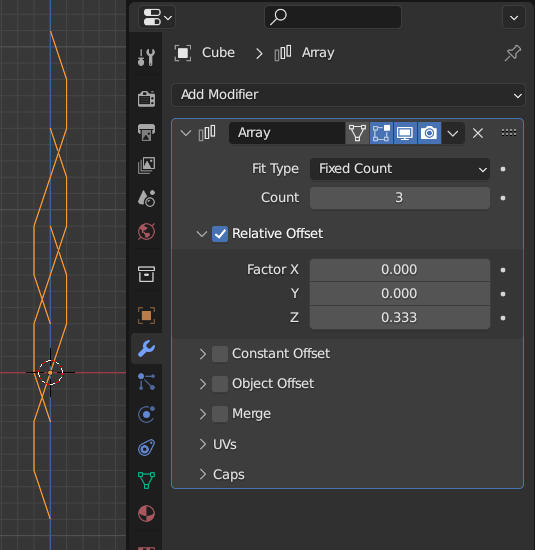 Cube > Array
Add Modifier
Array
Fit Type Fixed Count
Count 3
Relative Offset
Factor X 0.000
Y 0.000
Z 0.333
Constant Offset
Object Offset
Merge
UVs
Caps